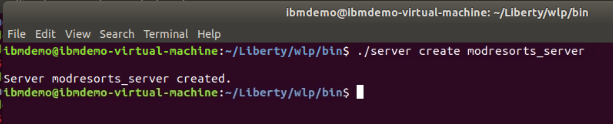 ibmdemo@ibmdemo-virtual-machine: ~/Liberty/wlp/bin
File Edit View Search Terminal Help
ibmdemo@ibmdemo-virtual-machine:~/Liberty/wlp/bin$ ./server create modresorts_server
Server modresorts_server created.
ibmdemo@ibmdemo-virtual-machine:~/Liberty/wlp/bin$